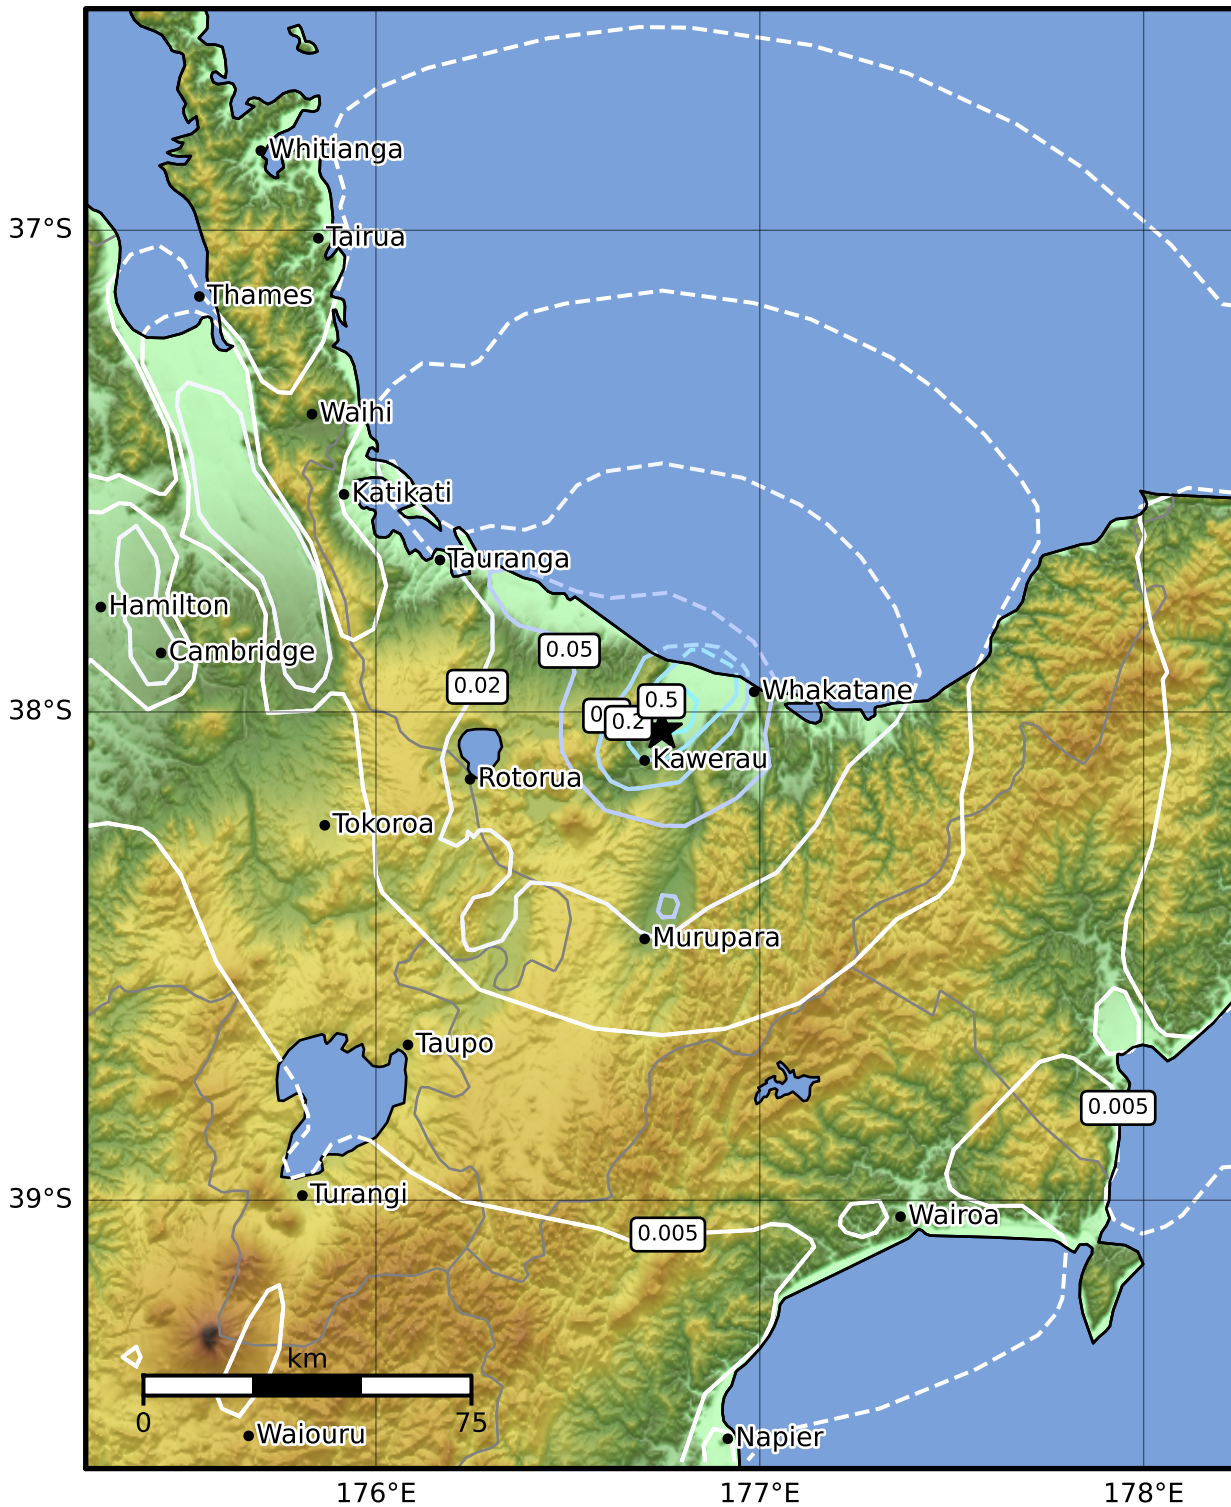 Whitianga
37°S
Tairua
Thames
Waihi
Katikati
Tauranga
Hamilton
Cambridge
0.05
0.02
Whakatane
0.5
38°S
0.2
Kawerau
Rotorua
Tokoroa
Murupara
Taupo
0.005
39°S
Turangi
Wairoa
0.005
km
0
75
Waiouru
Napier
176°E
177°E
178°E